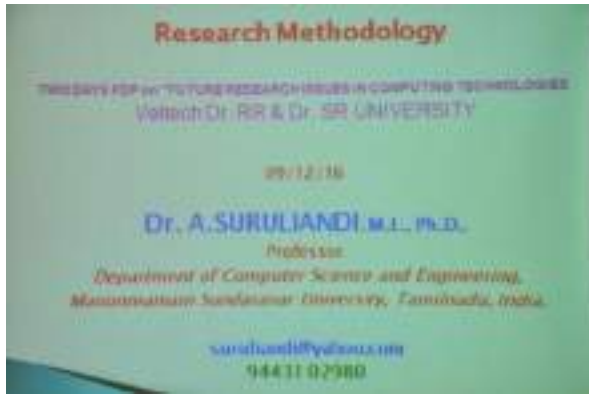 Research Methodology
TWO DAYS FDP on "FUTURE RESEARCH ISSUES IN COMPUTING TECHNOLOGIES
Veltech Dr. RR & Dr. SR UNIVERSITY
09/12/16
Dr. A.SURULIANDI M.E., Ph.D.,
Professor
Department of Computer Science and Engineering,
Manonmaniam Sundaranar University, Tamilnadu, India.
suruliandi@yahoo.com
94431 02980